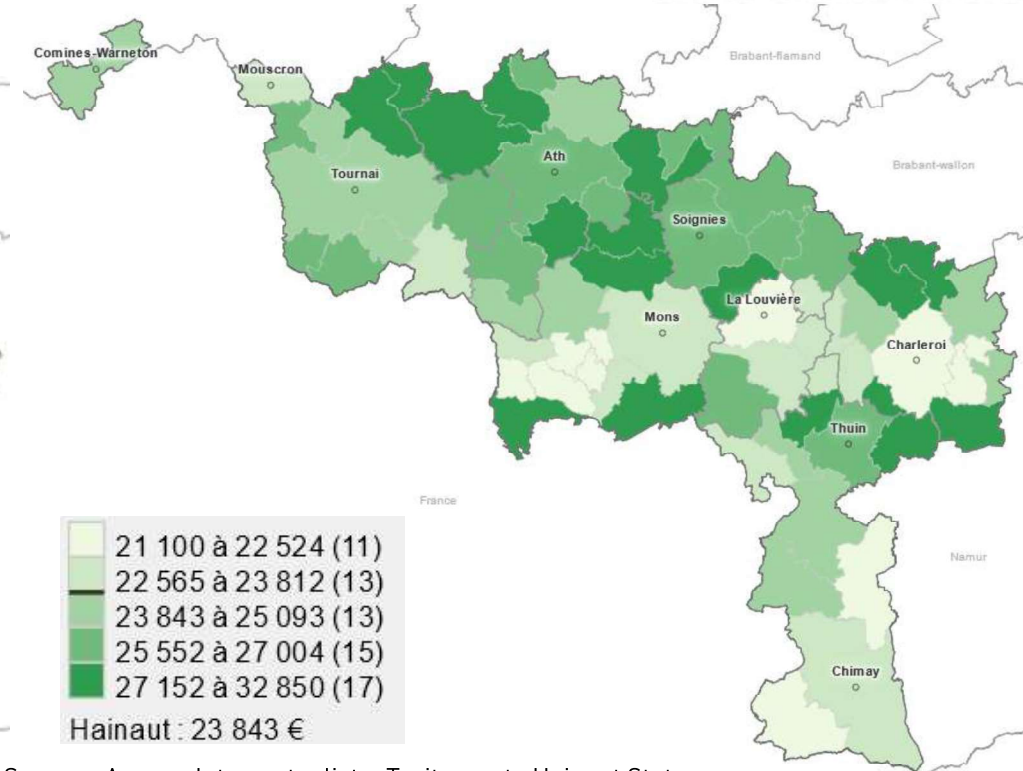 Comines-Warneton
Mouscron
Brabant-flamand
Ath
Brabant-wallon
Tournai
Soignies
La Louvière
Mons
Charleroi
Thuin
France
Namur
Chimay
21 100 à 22 524 (11)
22 565 à 23 812 (13)
23 843 à 25 093 (13)
25 552 à 27 004 (15)
27 152 à 32 850 (17)
Hainaut : 23 843 €